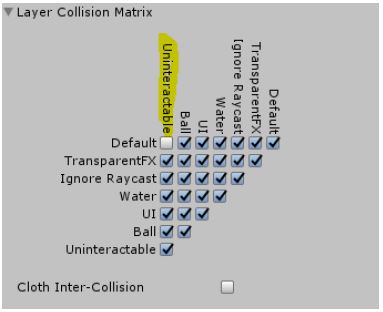 Layer Collision Matrix
Uninteractable
Ball
UI
Water
Ignore Raycast
TransparentFX
Default
Default
TransparentFX
Ignore Raycast
Water
UI
Ball
Uninteractable
Cloth Inter-Collision